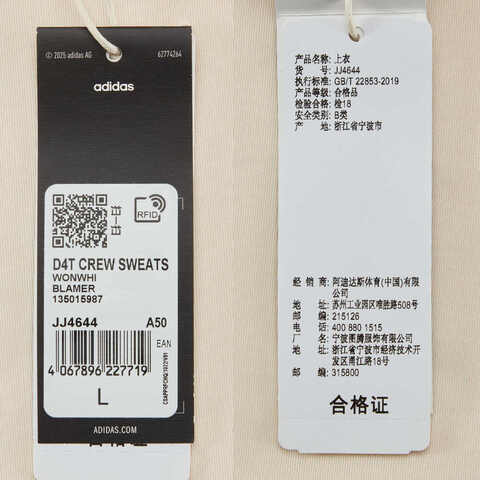 © 2025 adidas AG
62774264
adidas
RFID
D4T CREW SWEATS
WONWHI
BLAMER
135015987
JJ4644 A50
EAN
4 067896 227719
L
ADIDAS.COM
合格证
产品名称: 上衣
货 号: JJ4644
执行标准: GB/T 22853-2019
产品等级: 合格品
检验合格: 检18
安全类别: B类
产 地: 浙江省宁波市
经 销 商: 阿迪达斯体育(中国)有限
公司
地 址: 苏州工业园区唯胜路508号
邮 编: 215126
电 话: 400 880 1515
厂 名: 宁波甬腾服饰有限公司
地 址: 浙江省宁波市经济技术开
发区甬江路18号
邮 编: 315800
合格证